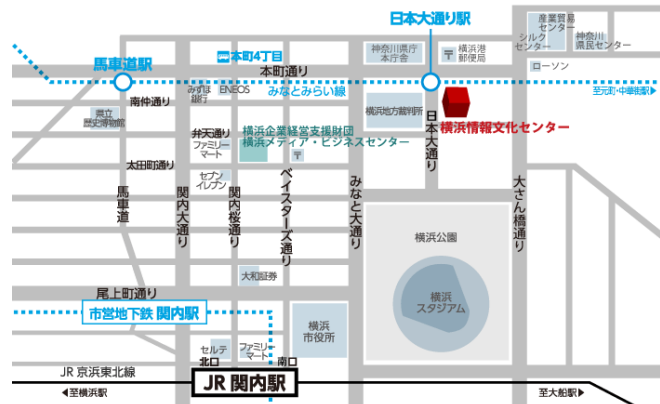 日本大通り駅
産業貿易
センター
シルク
センター
神奈川
県民センター
神奈川県庁
本庁舎
〒
横浜港
郵便局
本町4丁目
馬車道駅
本町通り
ローソン
みずほ
銀行
ENEOS
みなとみらい線
至元町・中華街駅▶
南仲通り
県立
歴史博物館
横浜地方裁判所
横浜情報文化センター
日本大通り
弁天通り
ファミリー
マート
横浜企業経営支援財団
横浜メディア・ビジネスセンター
〒
太田町通り
セブン
イレブン
馬車道
関内大通り
関内桜通り
ベイスターズ通り
みなと大通り
大さん橋通り
横浜公園
大和証券
横浜
スタジアム
尾上町通り
市営地下鉄 関内駅
横浜
市役所
セルテ
ファミリー
マート
北口
南口
JR 京浜東北線
JR 関内駅
◀至横浜駅
至大船駅▶